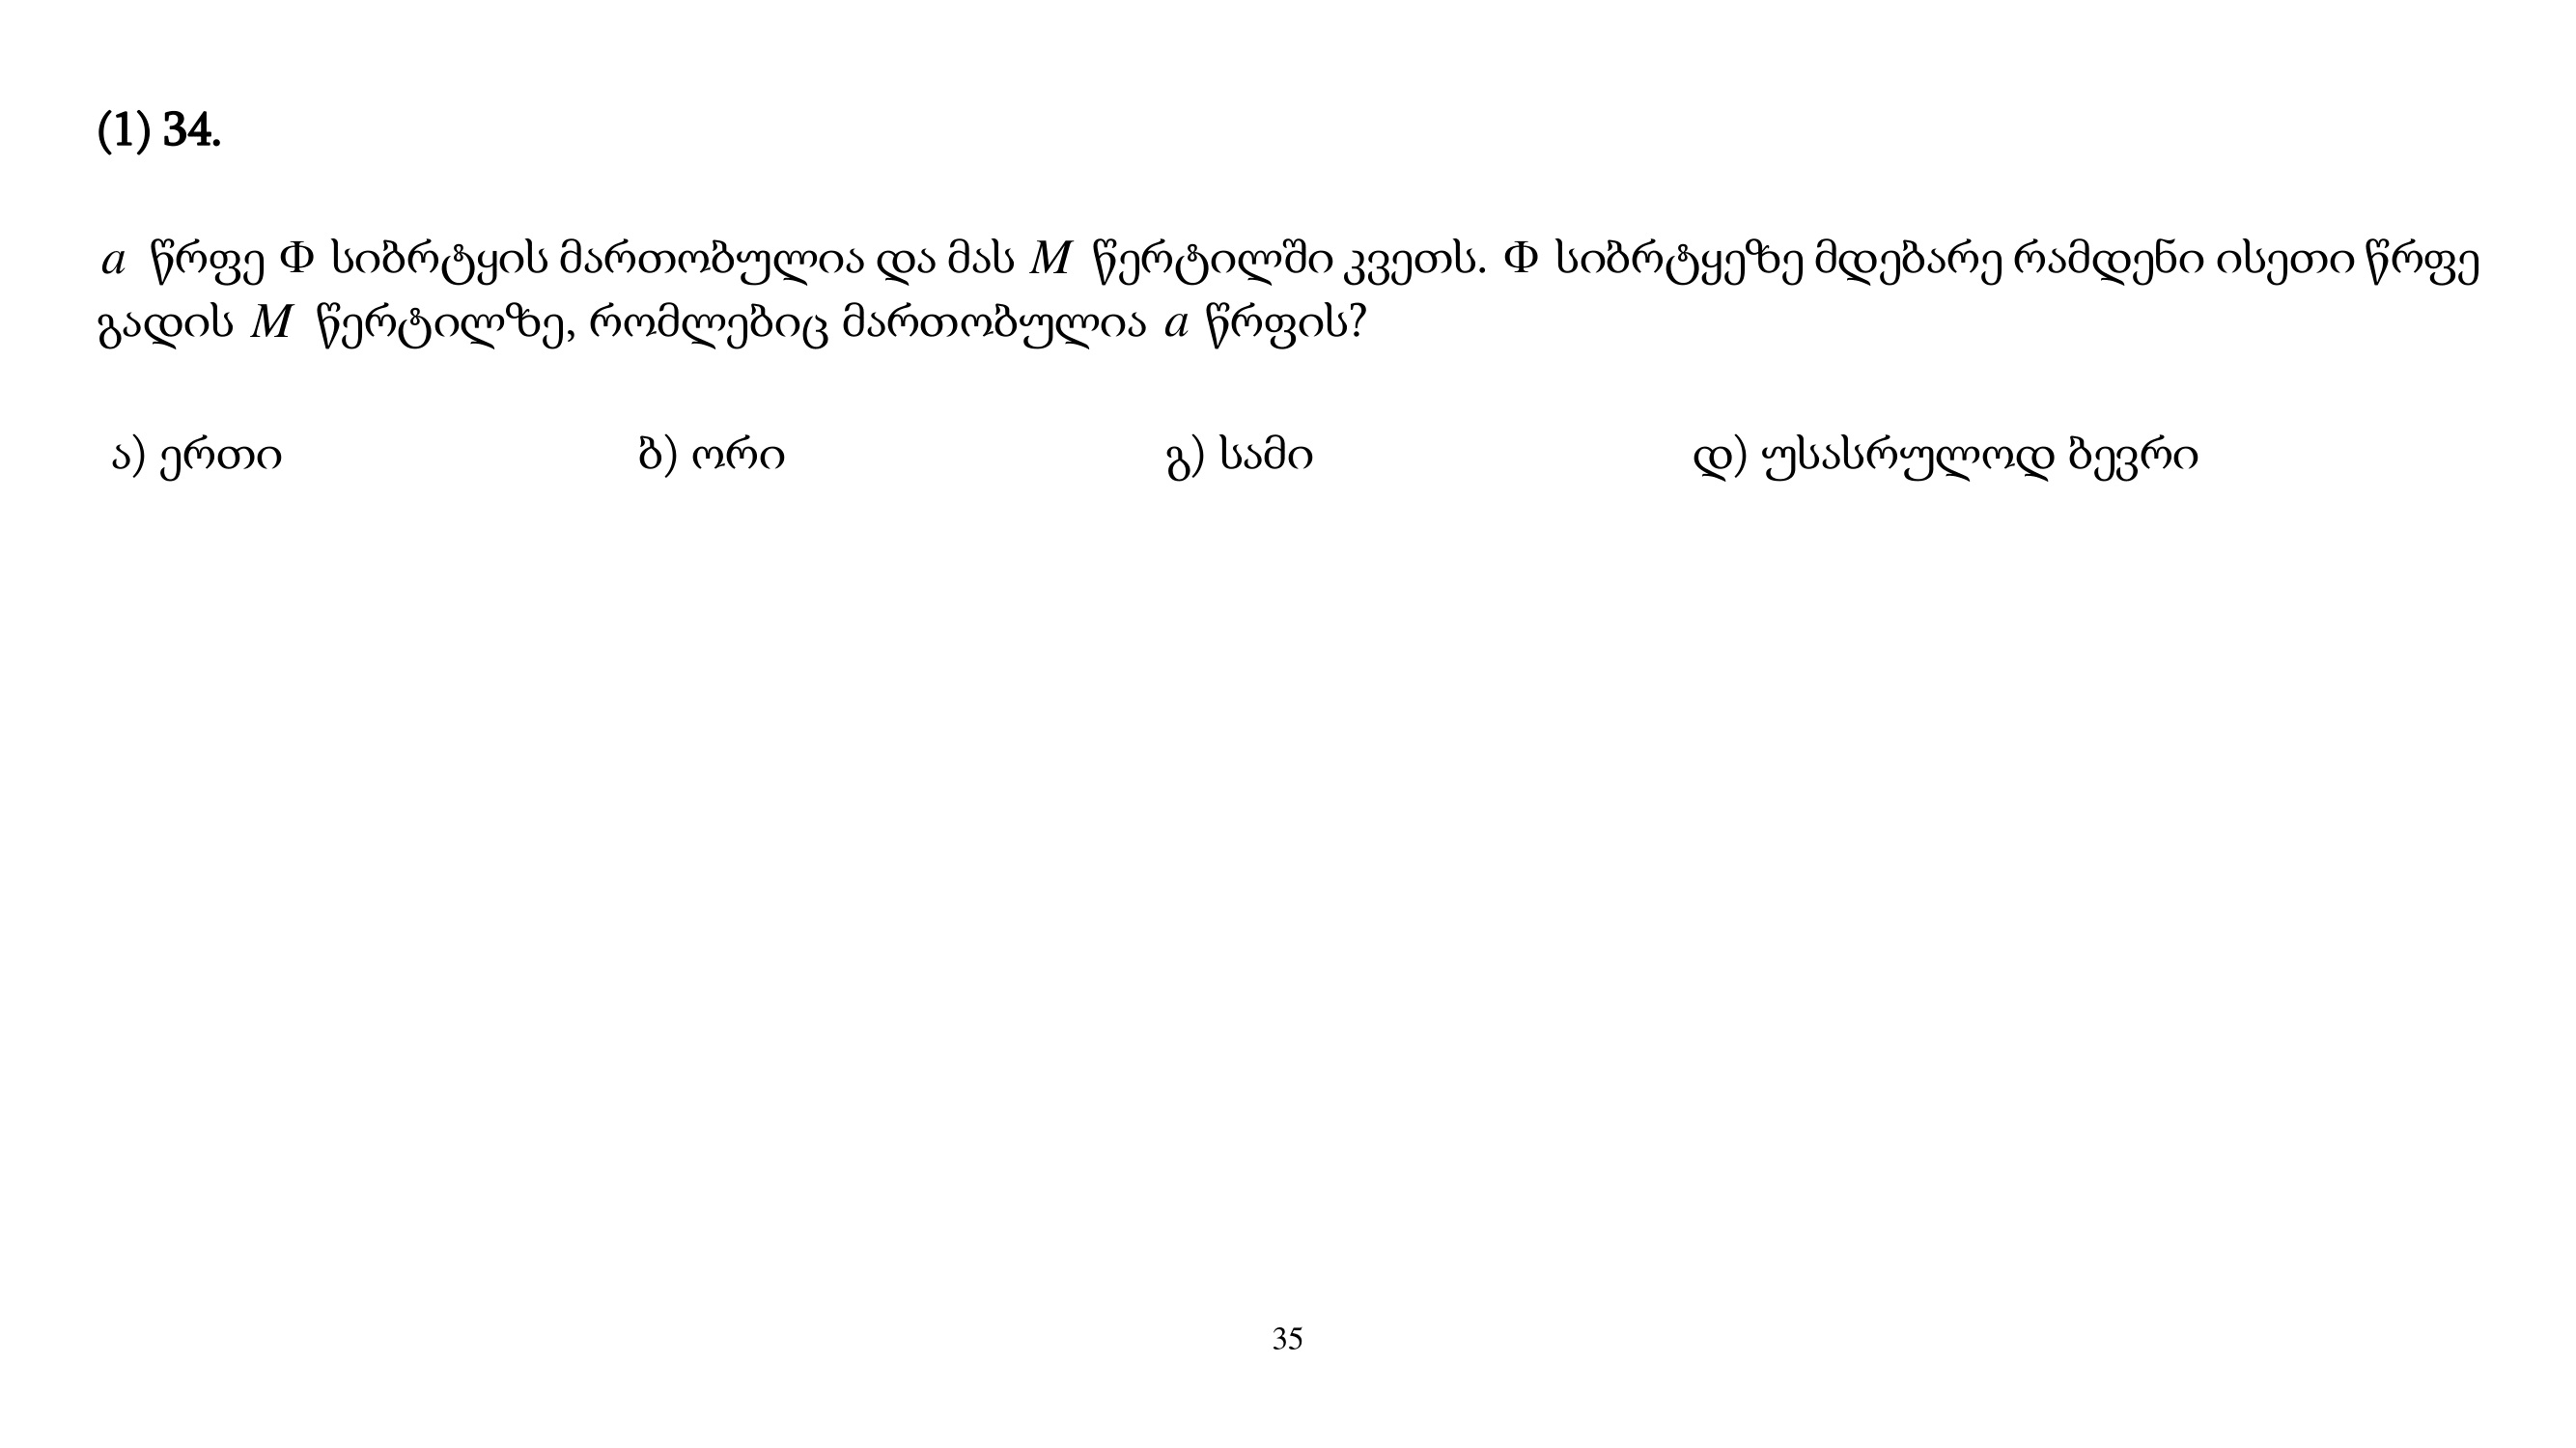 (1) 34.
a წრფე Φ სიბრტყის მართობულია და მას M წერტილში კვეთს. Φ სიბრტყეზე მდებარე რამდენი ისეთი წრფე
გადის M წერტილზე, რომლებიც მართობულია a წრფის?
ა) ერთი ბ) ორი გ) სამი დ) უსასრულოდ ბევრი
35